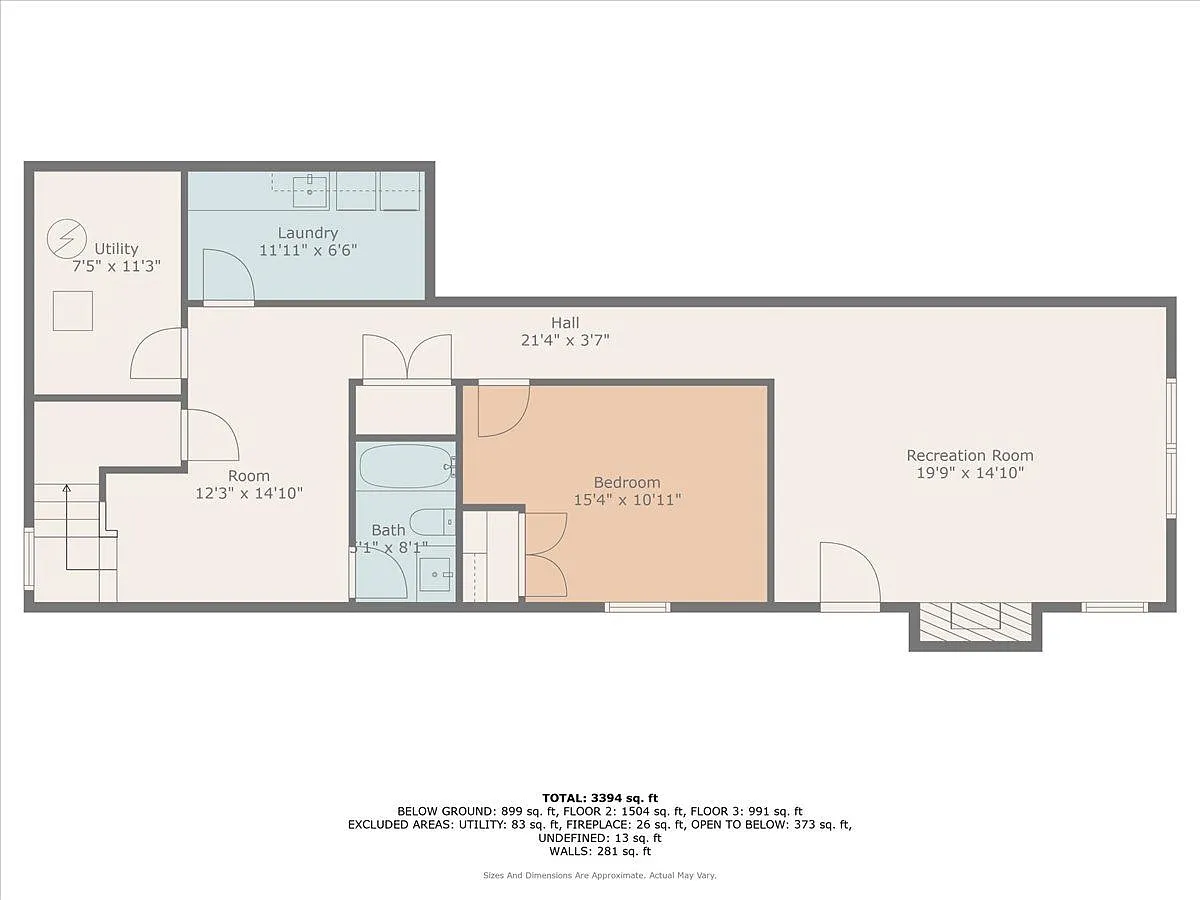 Laundry
11'11" x 6'6"
Utility
7'5" x 11'3"
Hall
21'4" x 3'7"
Recreation Room
19'9" x 14'10"
Room
12'3" x 14'10"
Bedroom
15'4" x 10'11"
Bath
5'1" x 8'1"
TOTAL: 3394 sq. ft
BELOW GROUND: 899 sq. ft, FLOOR 2: 1504 sq. ft, FLOOR 3: 991 sq. ft
EXCLUDED AREAS: UTILITY: 83 sq. ft, FIREPLACE: 26 sq. ft, OPEN TO BELOW: 373 sq. ft,
UNDEFINED: 13 sq. ft
WALLS: 281 sq. ft
Sizes And Dimensions Are Approximate. Actual May Vary.